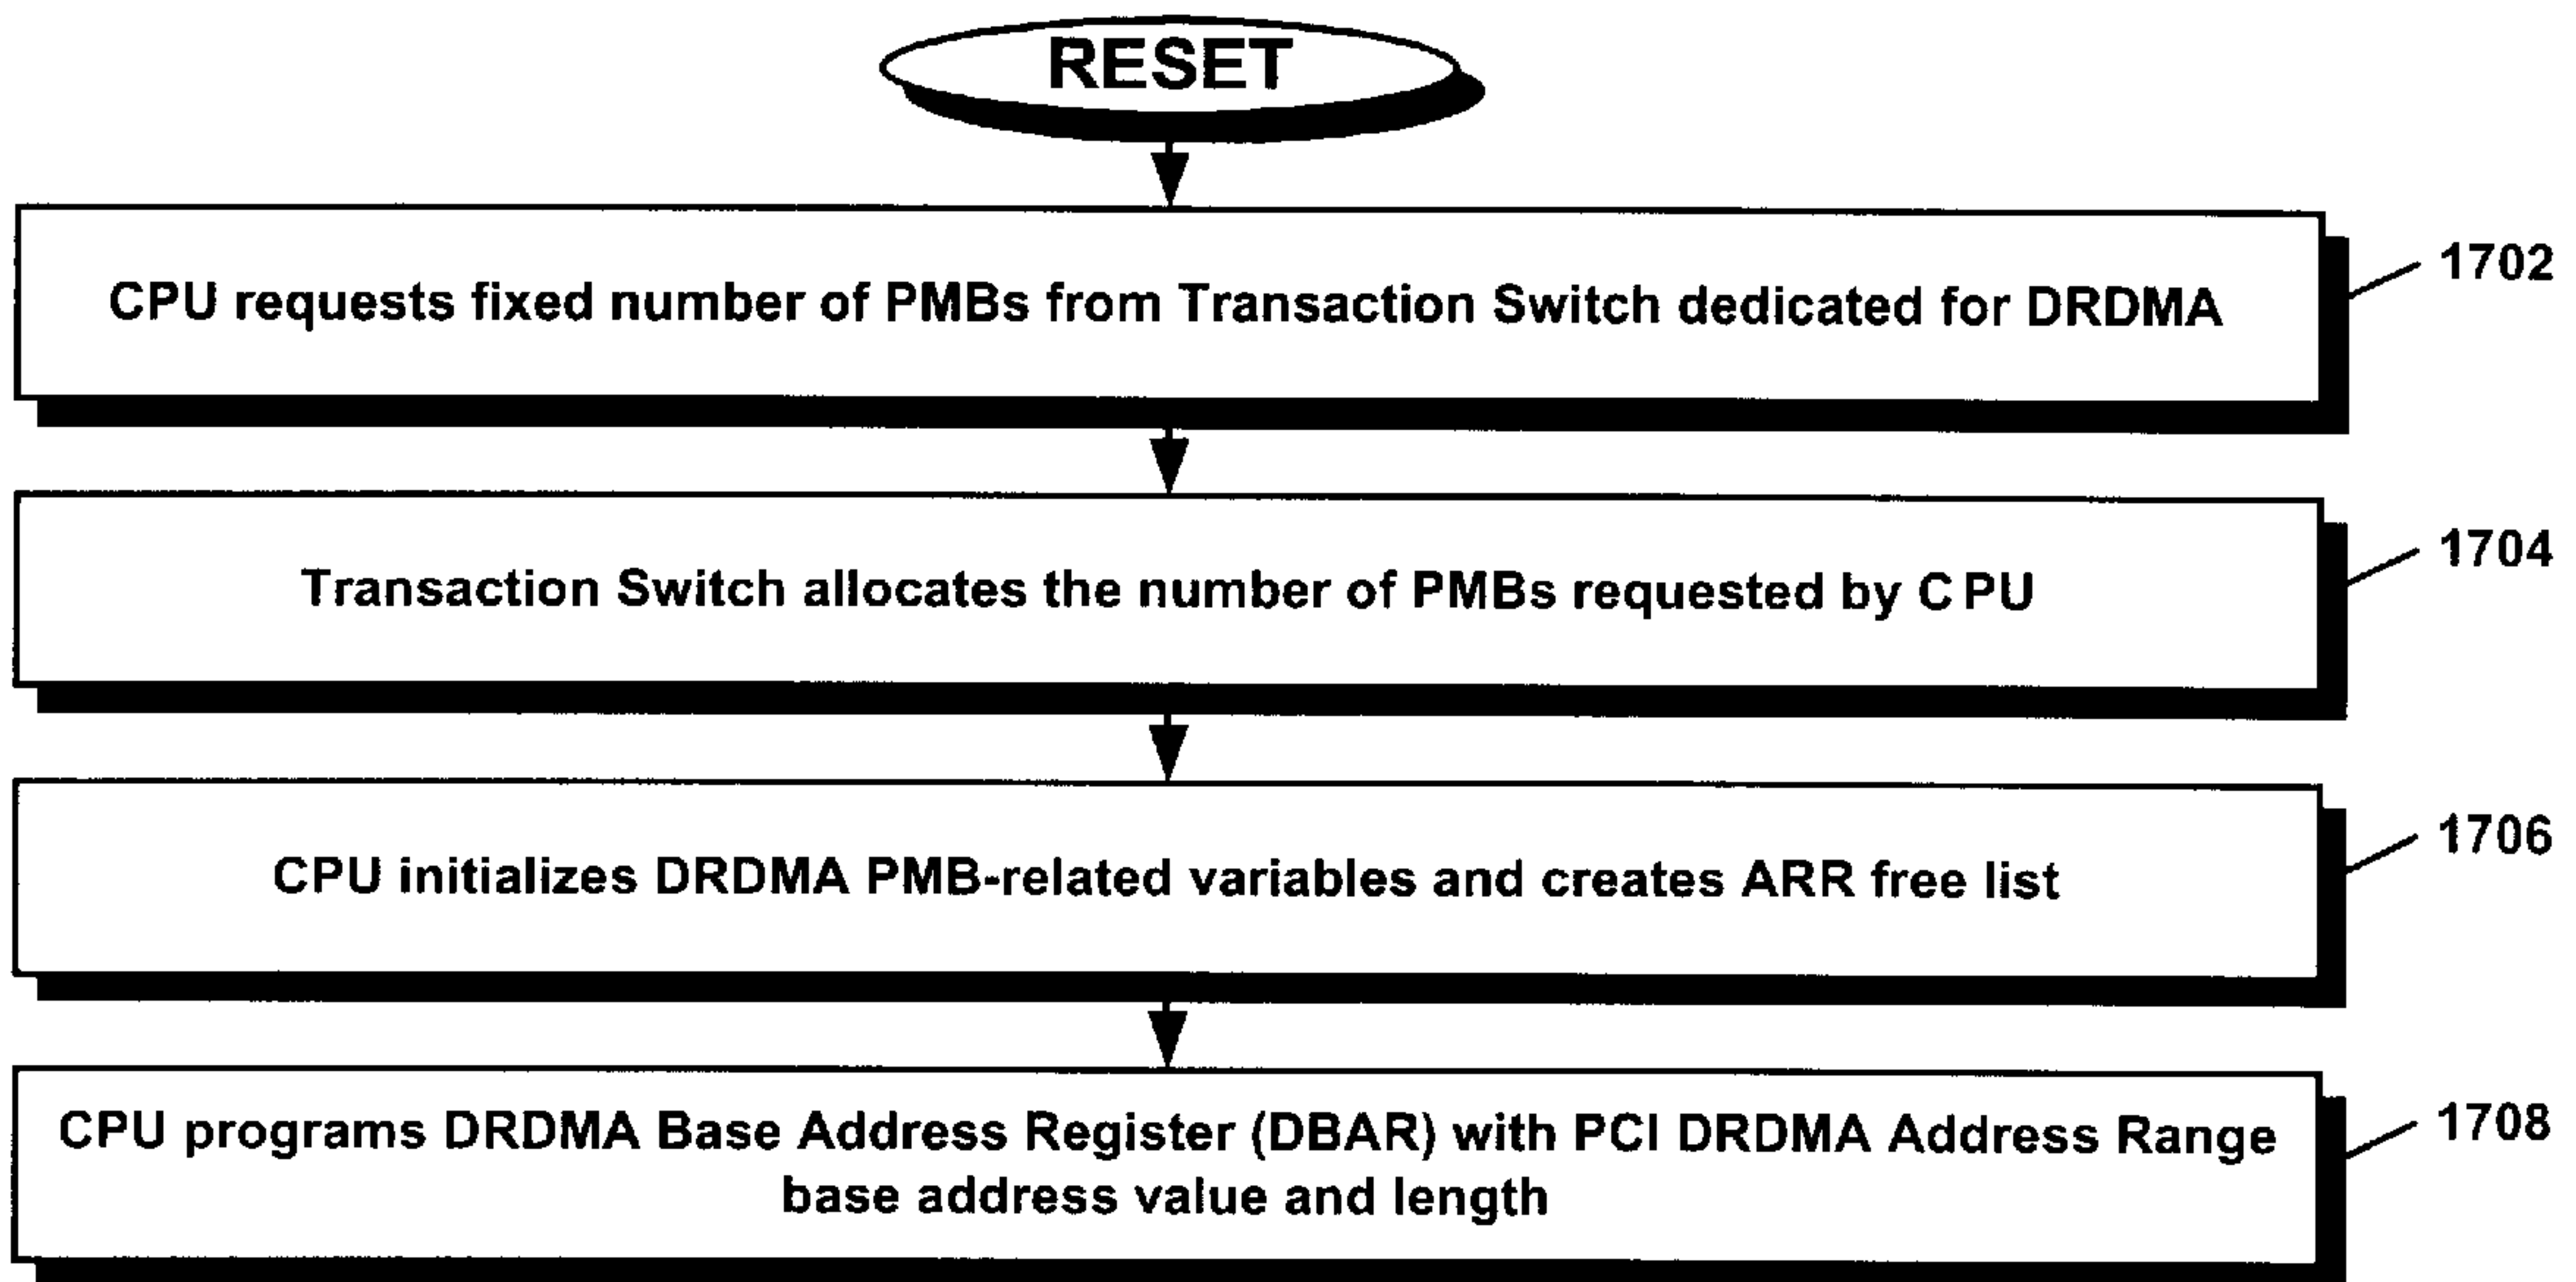 RESET
CPU requests fixed number of PMBs from Transaction Switch dedicated for DRDMA
1702
Transaction Switch allocates the number of PMBs requested by CPU
1704
CPU initializes DRDMA PMB-related variables and creates ARR free list
1706
CPU programs DRDMA Base Address Register (DBAR) with PCI DRDMA Address Range
base address value and length
1708